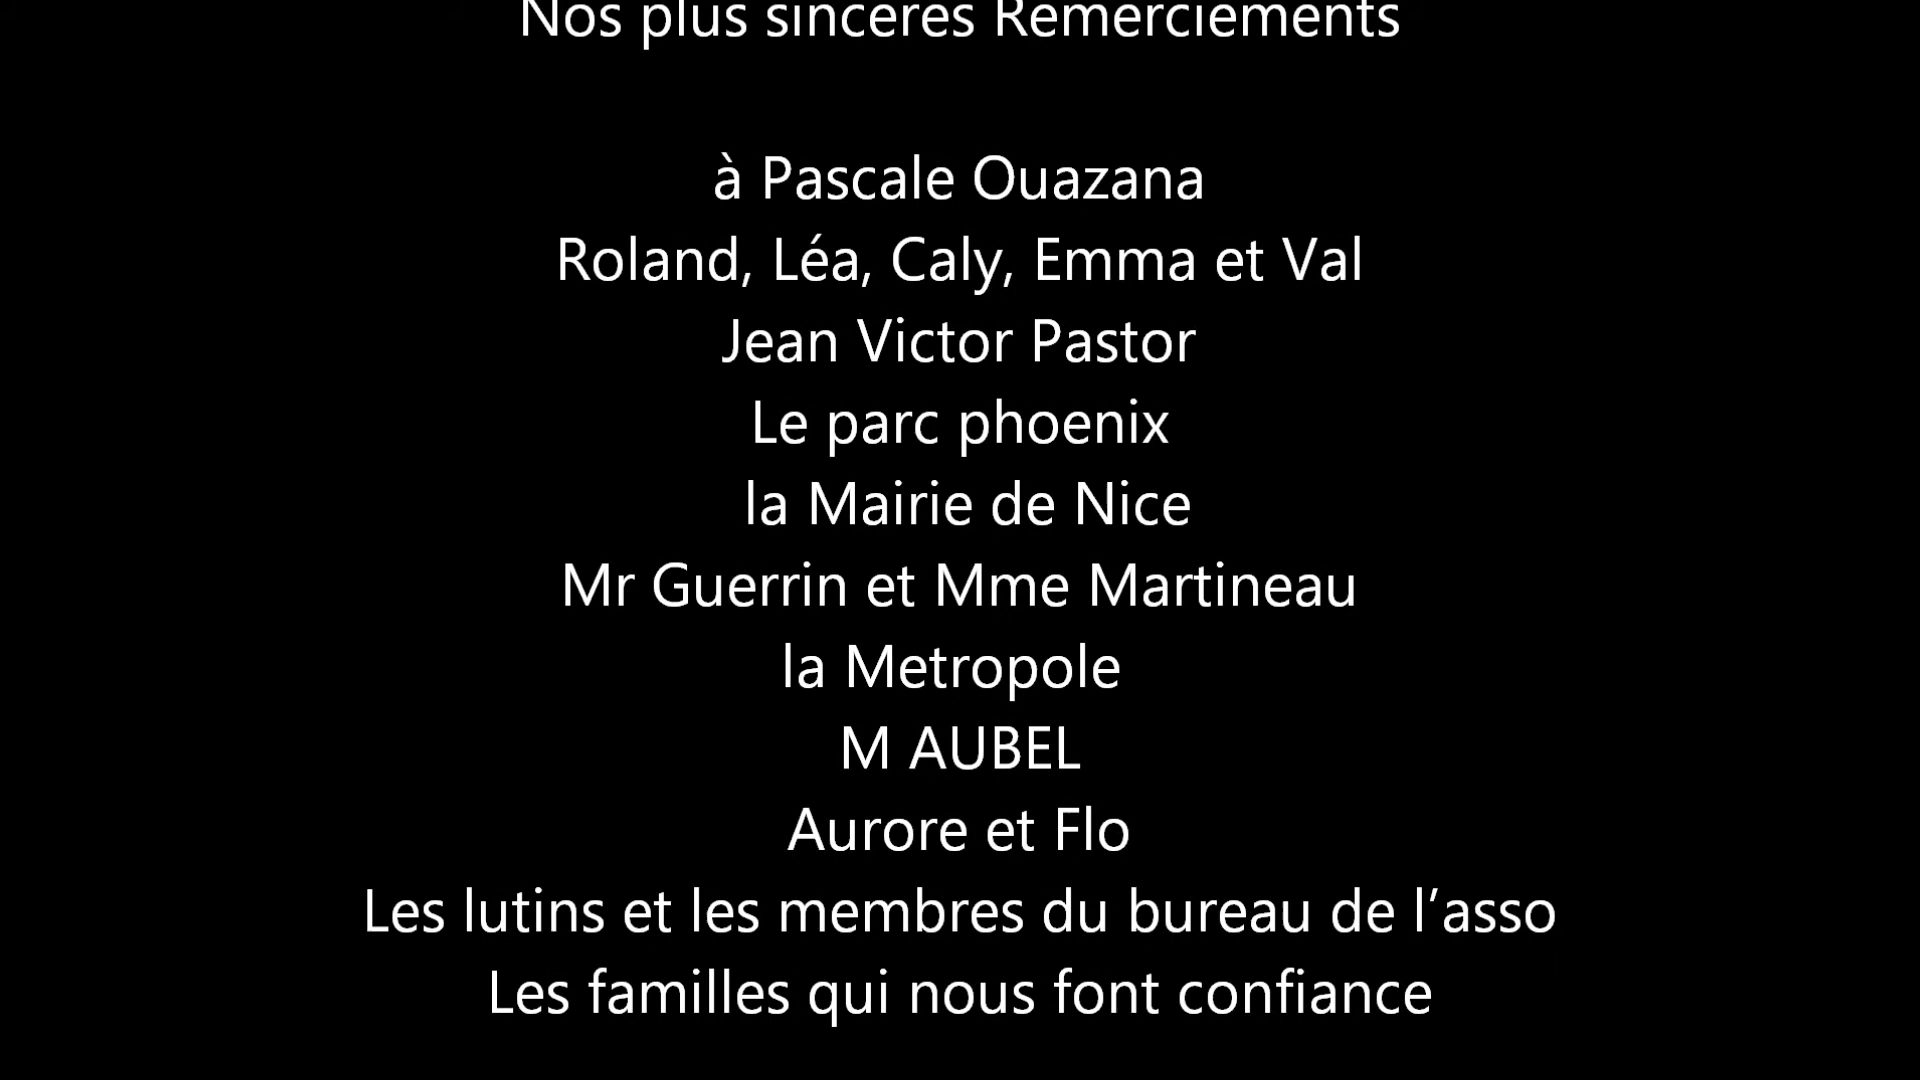 Nos plus sincères Remerciements
à Pascale Ouazana
Roland, Léa, Caly, Emma et Val
Jean Victor Pastor
Le parc phoenix
la Mairie de Nice
Mr Guerrin et Mme Martineau
la Metropole
M AUBEL
Aurore et Flo
Les lutins et les membres du bureau de l’asso
Les familles qui nous font confiance